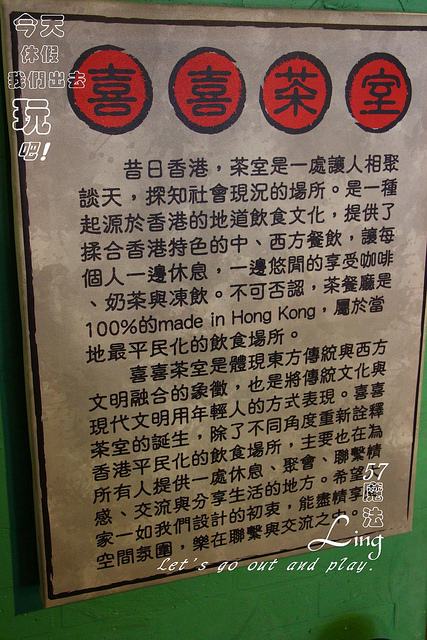 今天
休假
我們出去
玩
吧!
喜喜茶室
昔日香港，茶室是一處讓人相聚
談天，探知社會現況的場所。是一種
起源於香港的地道飲食文化，提供了
揉合香港特色的中、西方餐飲，讓每
個人一邊休息，一邊悠閒的享受咖啡
、奶茶與凍飲。不可否認，茶餐廳是
100%的made in Hong Kong，屬於當
地最平民化的飲食場所。
喜喜茶室是體現東方傳統與西方
文明融合的象徵，也是將傳統文化與
現代文明用年輕人的方式表現。喜喜
茶室的誕生，除了不同角度重新詮釋
香港平民化的飲食場所，主要也在為
所有人提供一處休息、聚會、聯繫情
感、交流與分享生活的地方。希望
家一如我們設計的初衷，能盡情享
空間氛圍，樂在聯繫與交流之中。
57
魔
法
Ling
Let's go out and play.